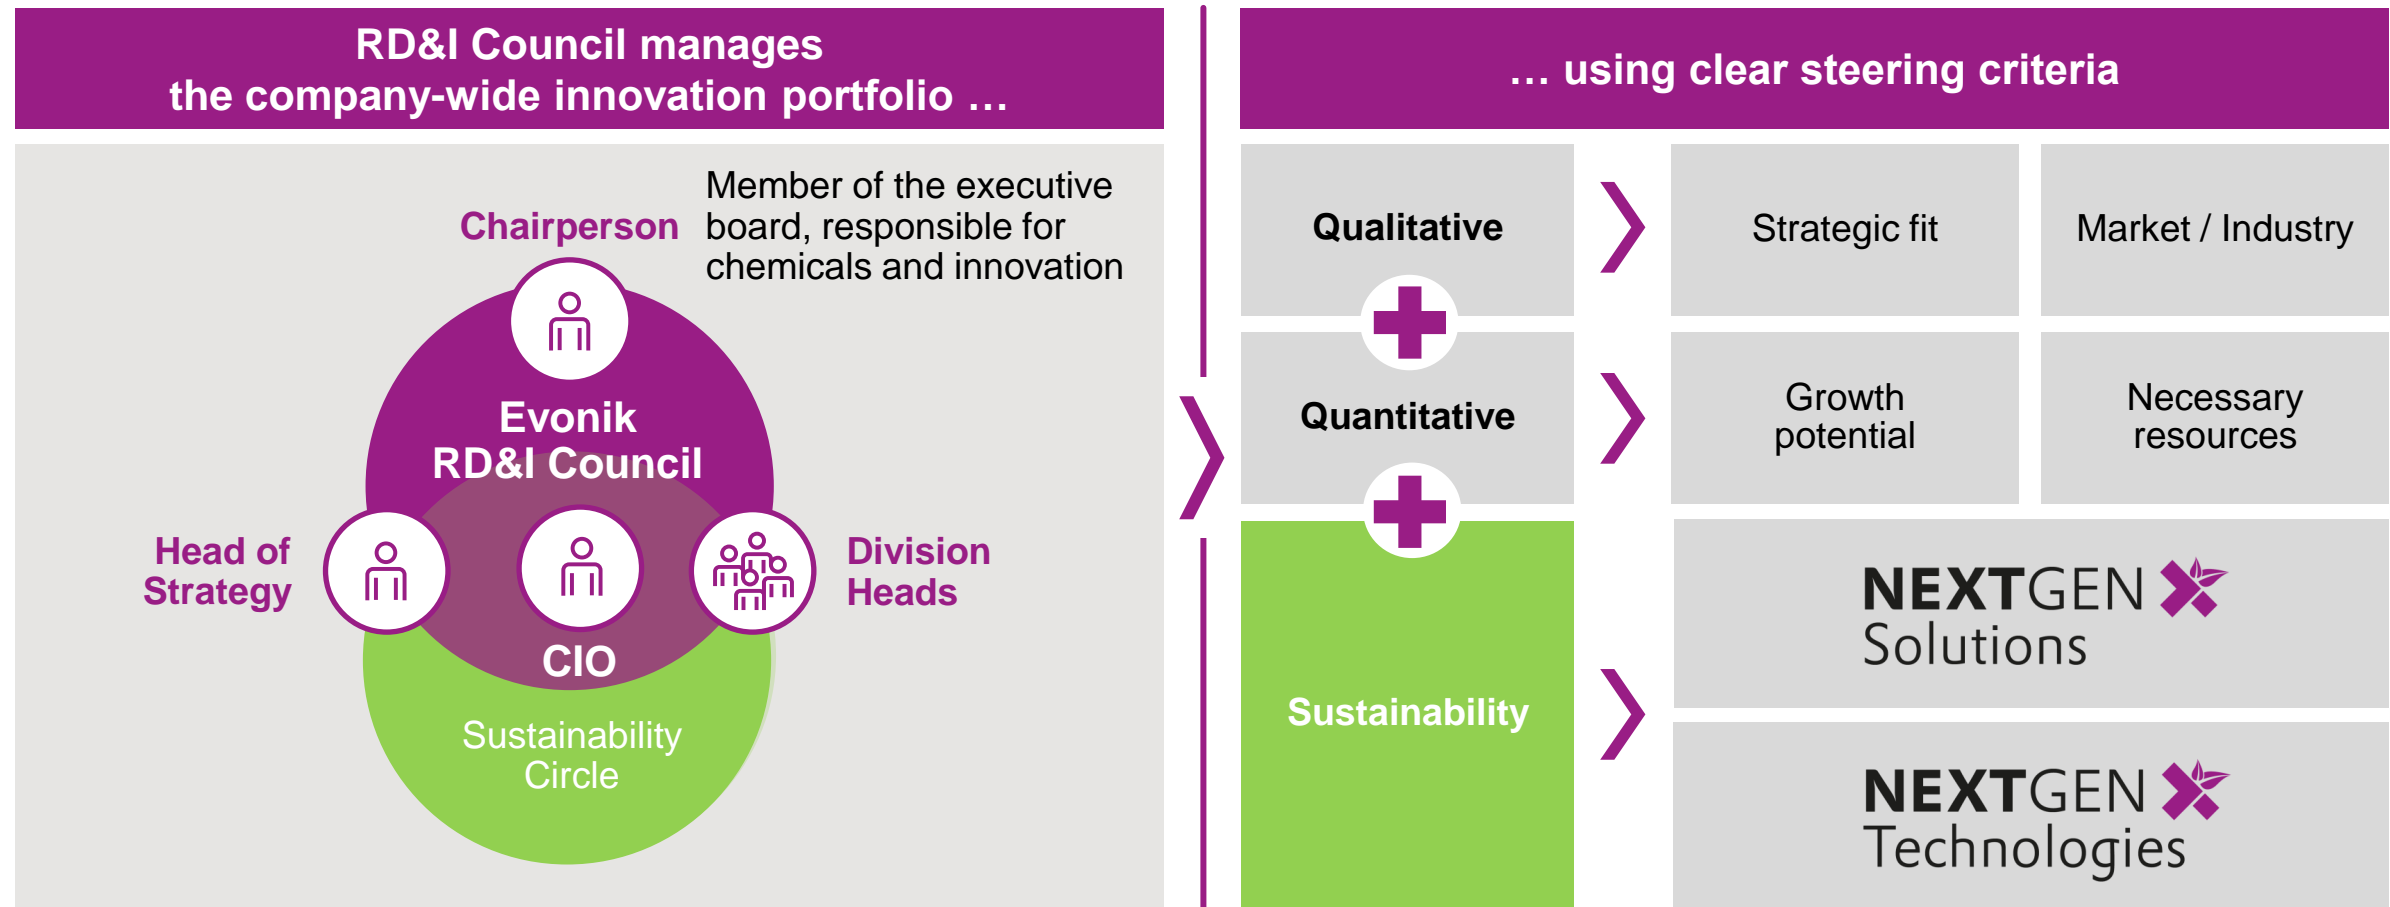 RD&I Council manages
the company-wide innovation portfolio …
Chairperson
Member of the executive
board, responsible for
chemicals and innovation
Evonik
RD&I Council
Head of
Strategy
Division
Heads
CIO
Sustainability
Circle
… using clear steering criteria
Qualitative
Strategic fit
Market / Industry
Quantitative
Growth
potential
Necessary
resources
Sustainability
NEXTGEN
Solutions
NEXTGEN
Technologies